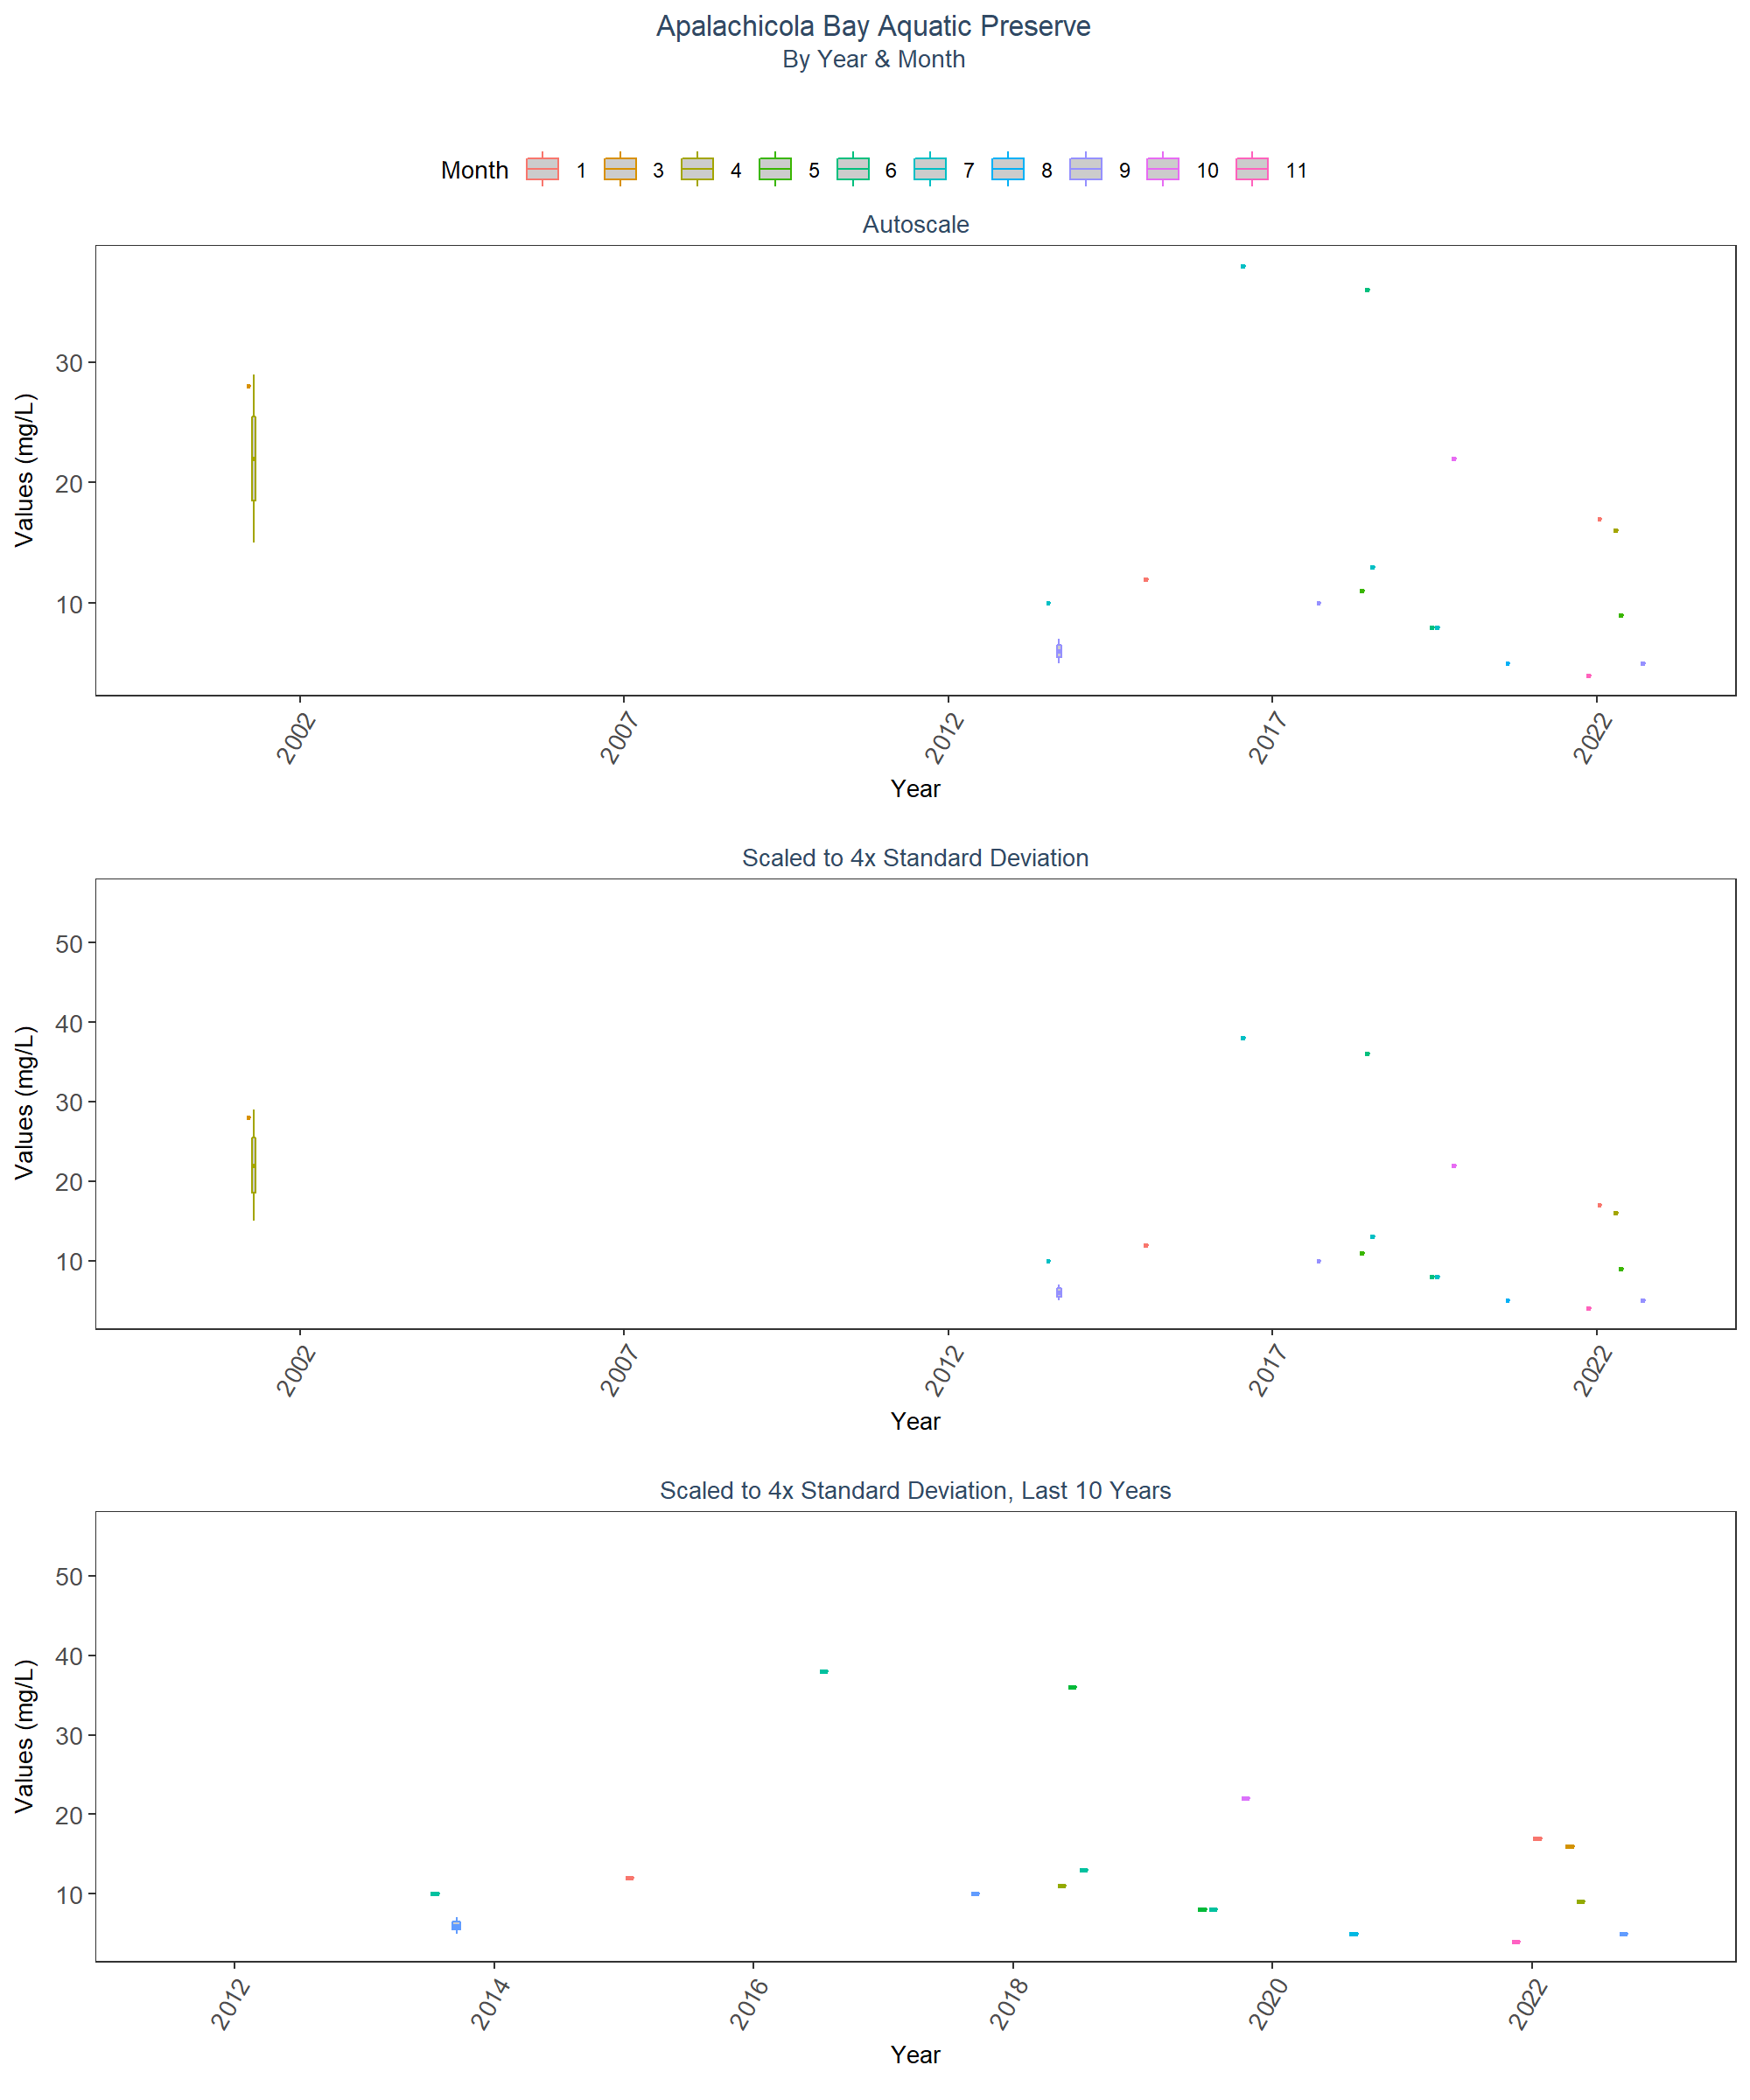 Apalachicola Bay Aquatic Preserve
By Year & Month
Month 1 3 4 5 6 7 8 9 10 11
Autoscale
Values (mg/L)
30
20
10
2002 2007 2012 2017 2022
Year
Scaled to 4x Standard Deviation
Values (mg/L)
50
40
30
20
10
2002 2007 2012 2017 2022
Year
Scaled to 4x Standard Deviation, Last 10 Years
Values (mg/L)
50
40
30
20
10
2012 2014 2016 2018 2020 2022
Year